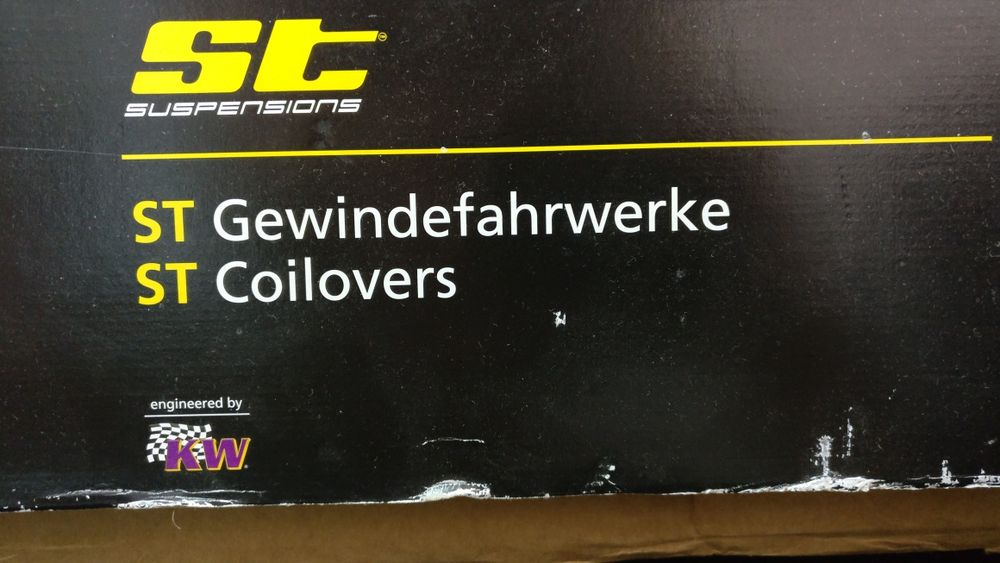 st
SUSPENSIONS
ST Gewindefahrwerke
ST Coilovers
engineered by
KW